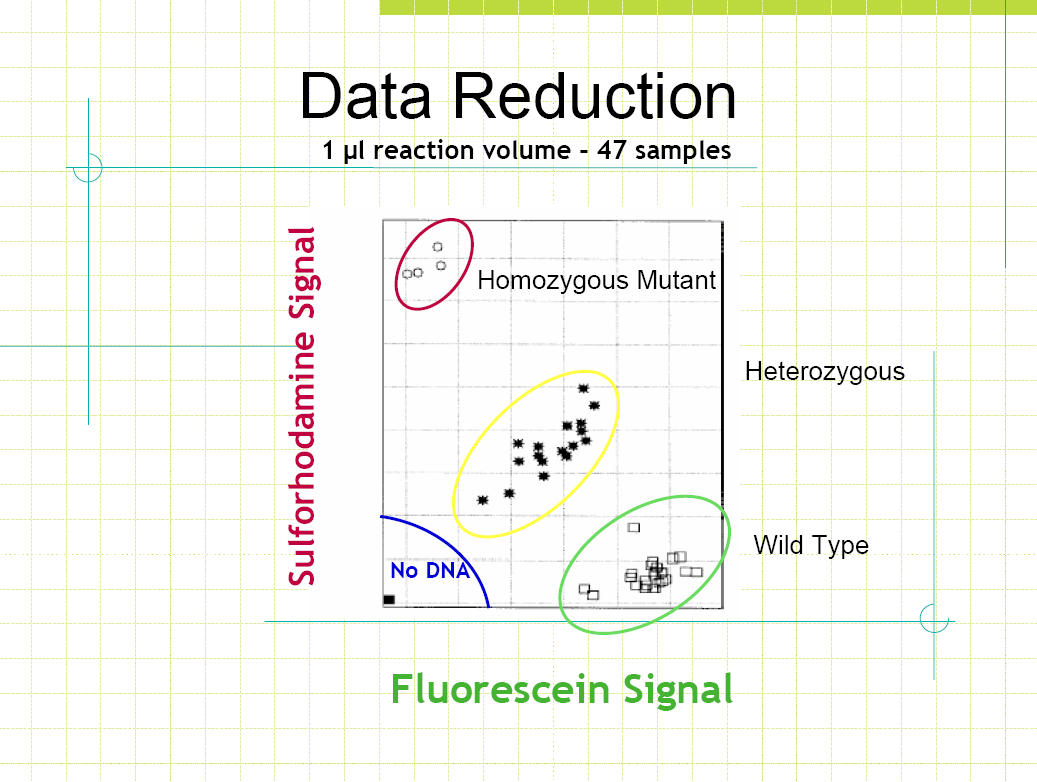 Data Reduction
1 µl reaction volume - 47 samples
Sulforhodamine Signal
Homozygous Mutant
Heterozygous
Wild Type
No DNA
Fluorescein Signal